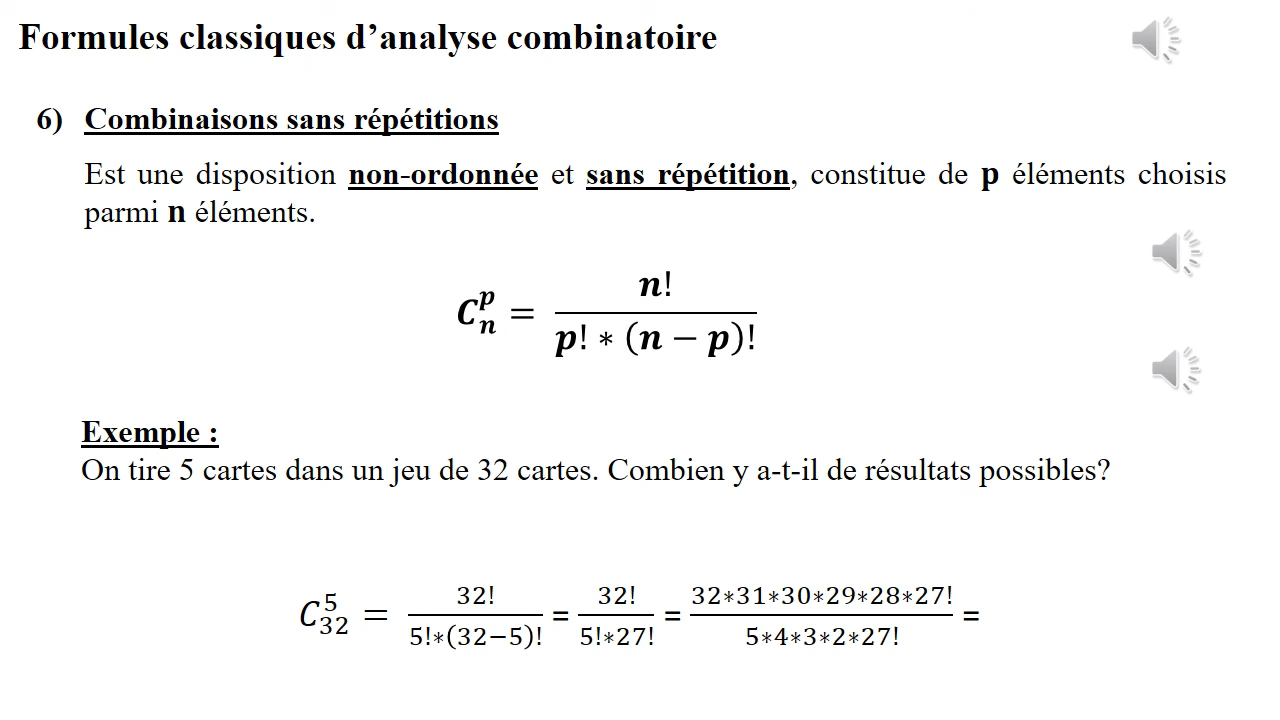 Formules classiques d’analyse combinatoire
6) Combinaisons sans répétitions
Est une disposition non-ordonnée et sans répétition, constitue de p éléments choisis
parmi n éléments.
C_n^p = n! / (p! * (n − p)!)
Exemple :
On tire 5 cartes dans un jeu de 32 cartes. Combien y a-t-il de résultats possibles?
C_32^5 = 32! / (5!*(32−5)!) = 32! / (5!*27!) = (32*31*30*29*28*27!) / (5*4*3*2*27!) =